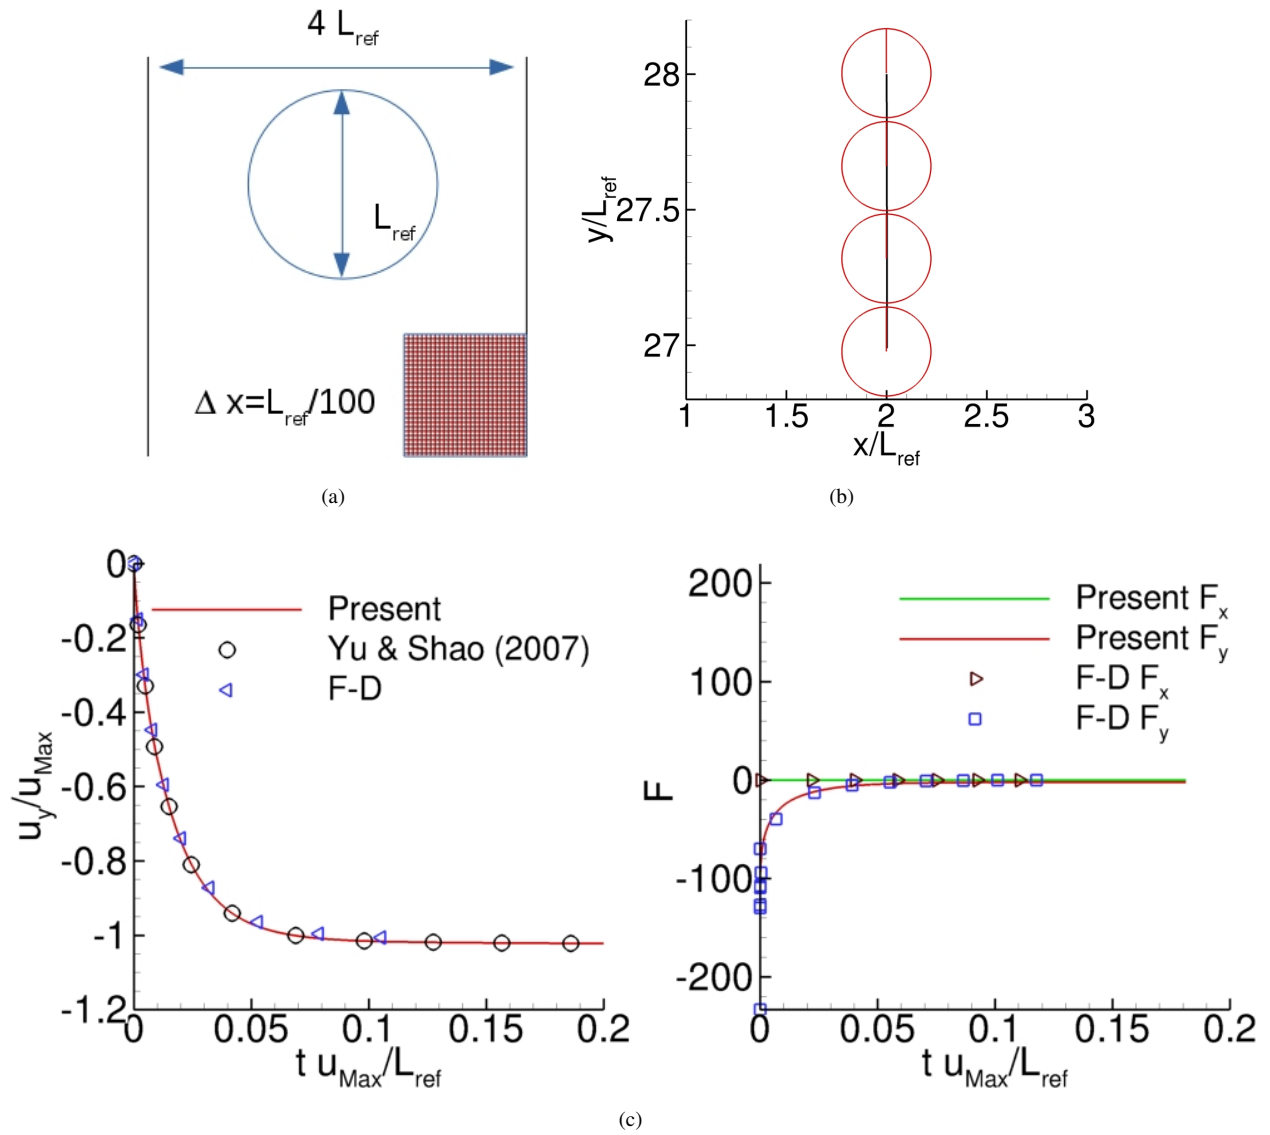 4 L_ref
L_ref
Δ x=L_ref/100
(a)
28
27.5
27
y/L_ref
1 1.5 2 2.5 3
x/L_ref
(b)
0
-0.2
-0.4
-0.6
-0.8
-1
-1.2
u_y/u_Max
Present
Yu & Shao (2007)
F-D
0 0.05 0.1 0.15 0.2
t u_Max/L_ref
200
100
0
-100
-200
F
Present F_x
Present F_y
F-D F_x
F-D F_y
0 0.05 0.1 0.15 0.2
t u_Max/L_ref
(c)